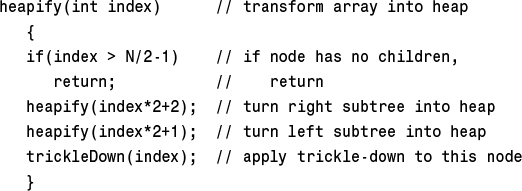 heapify(int index) // transform array into heap
{
if(index > N/2-1) // if node has no children,
return; // return
heapify(index*2+2); // turn right subtree into heap
heapify(index*2+1); // turn left subtree into heap
trickleDown(index); // apply trickle-down to this node
}